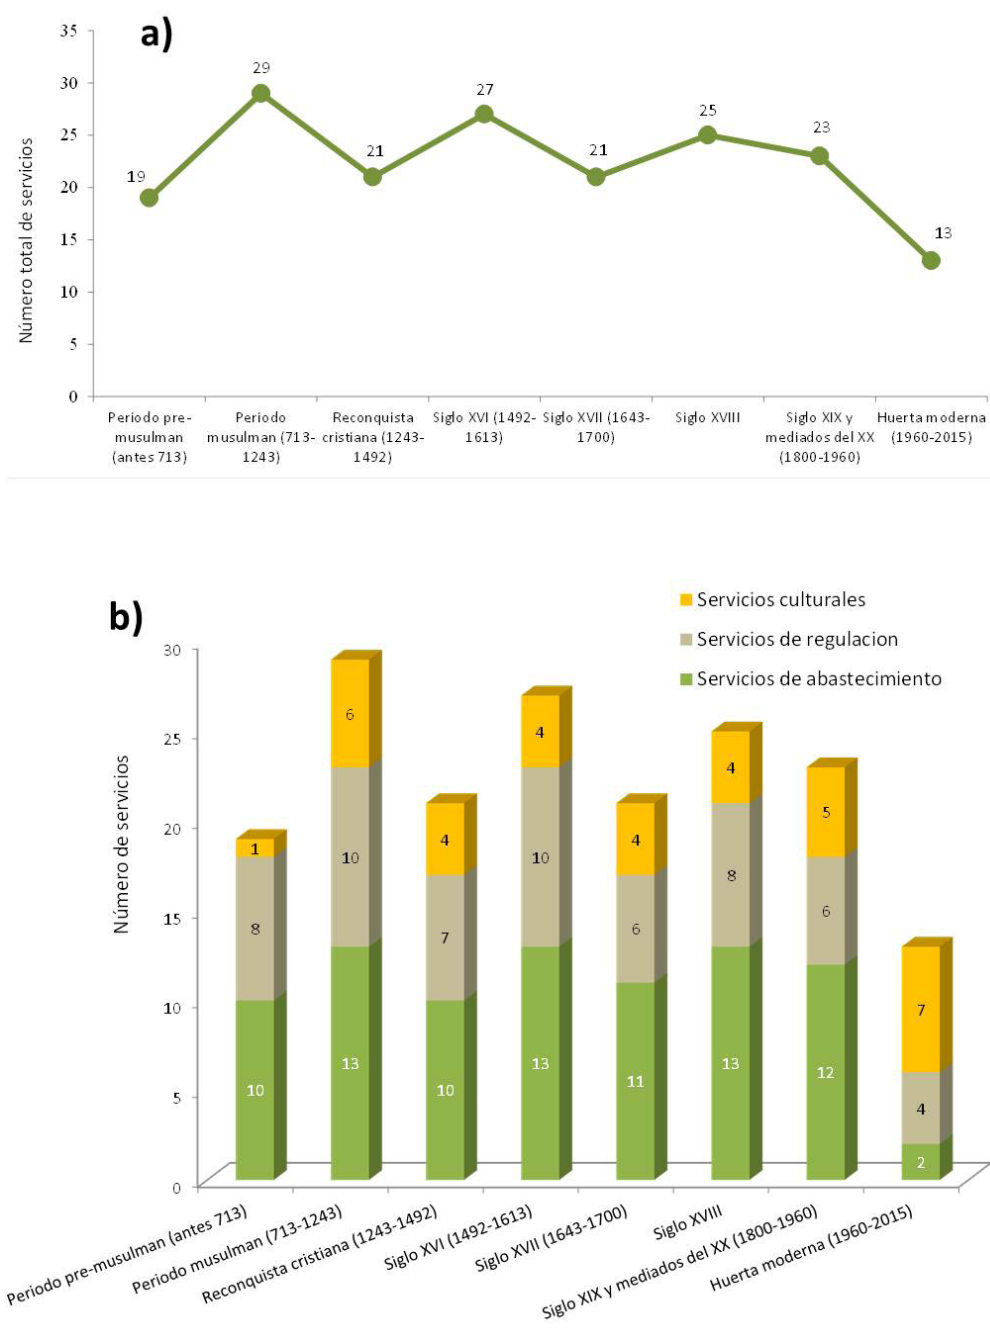 a)
35
30
25
20
15
10
5
0
Número total de servicios
19
29
21
27
21
25
23
13
Periodo pre-
musulman
(antes 713)
Periodo
musulman (713-
1243)
Reconquista
cristiana (1243-
1492)
Siglo XVI (1492-
1613)
Siglo XVII (1643-
1700)
Siglo XVIII
Siglo XIX y
mediados del XX
(1800-1960)
Huerta moderna
(1960-2015)
b)
Servicios culturales
Servicios de regulacion
Servicios de abastecimiento
30
25
20
15
10
5
0
Número de servicios
1
8
10
6
10
13
4
7
10
4
10
13
4
6
11
4
8
13
5
6
12
7
4
2
Periodo pre-musulman (antes 713)
Periodo musulman (713-1243)
Reconquista cristiana (1243-1492)
Siglo XVI (1492-1613)
Siglo XVII (1643-1700)
Siglo XVIII
Siglo XIX y mediados del XX (1800-1960)
Huerta moderna (1960-2015)